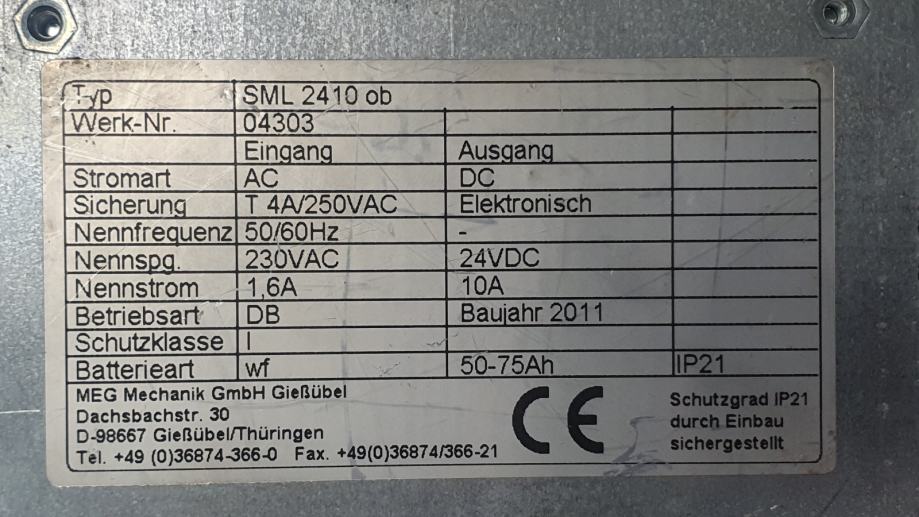 Typ SML 2410 ob
Werk-Nr. 04303
Eingang Ausgang
Stromart AC DC
Sicherung T 4A/250VAC Elektronisch
Nennfrequenz 50/60Hz -
Nennspg. 230VAC 24VDC
Nennstrom 1,6A 10A
Betriebsart DB Baujahr 2011
Schutzklasse I
Batterieart wf 50-75Ah IP21
MEG Mechanik GmbH Gießübel
Dachsbachstr. 30
D-98667 Gießübel/Thüringen
Tel. +49 (0)36874-366-0 Fax. +49(0)36874/366-21
CE
Schutzgrad IP21
durch Einbau
sichergestellt